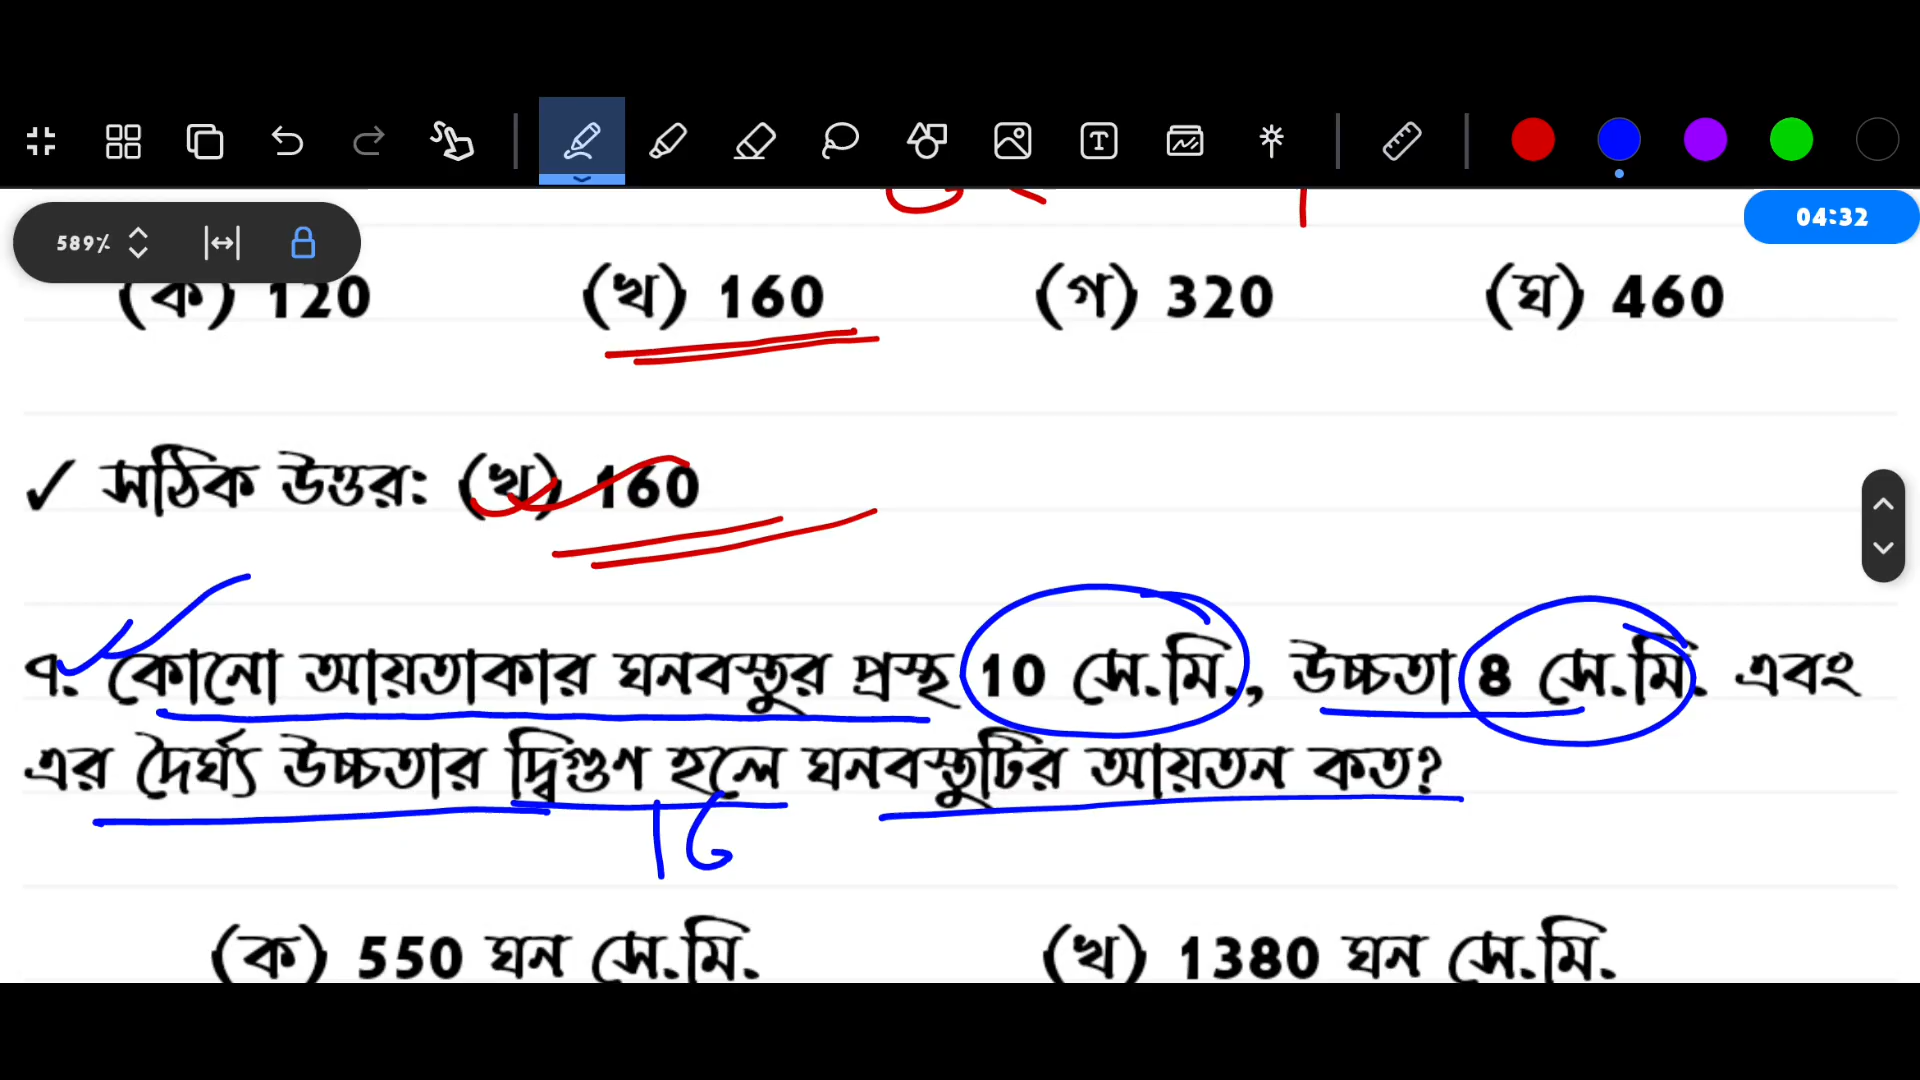 589%
04:32
(ক) 120 (খ) 160 (গ) 320 (ঘ) 460
✓ সঠিক উত্তর: (খ) 160
৭. কোনো আয়তাকার ঘনবস্তুর প্রস্থ 10 সে.মি., উচ্চতা 8 সে.মি. এবং
এর দৈর্ঘ্য উচ্চতার দ্বিগুণ হলে ঘনবস্তুটির আয়তন কত?
16
(ক) 550 ঘন সে.মি. (খ) 1380 ঘন সে.মি.